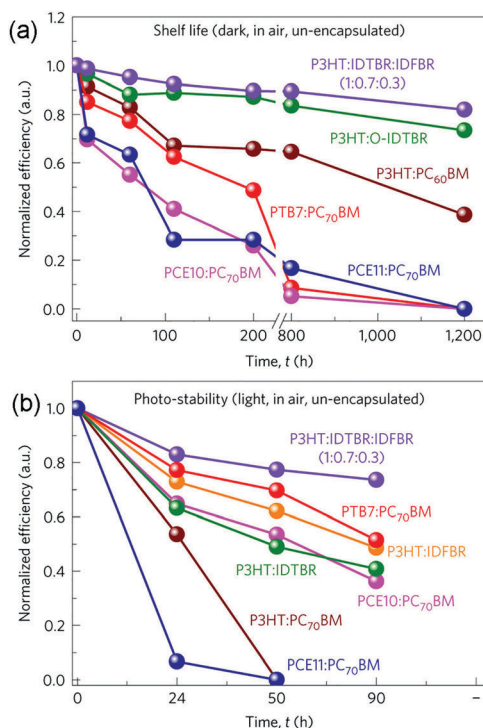 (a)
Shelf life (dark, in air, un-encapsulated)
Normalized efficiency (a.u.)
1.2
1.0
0.8
0.6
0.4
0.2
0.0
P3HT:IDTBR:IDFBR
(1:0.7:0.3)
P3HT:O-IDTBR
P3HT:PC₆₀BM
PTB7:PC₇₀BM
PCE10:PC₇₀BM
PCE11:PC₇₀BM
0 50 100 150 200 800 1,000 1,200
Time, t (h)
(b)
Photo-stability (light, in air, un-encapsulated)
Normalized efficiency (a.u.)
1.0
0.8
0.6
0.4
0.2
0.0
P3HT:IDTBR:IDFBR
(1:0.7:0.3)
PTB7:PC₇₀BM
P3HT:IDFBR
P3HT:IDTBR
PCE10:PC₇₀BM
P3HT:PC₇₀BM
PCE11:PC₇₀BM
0 24 50 90 –
Time, t (h)